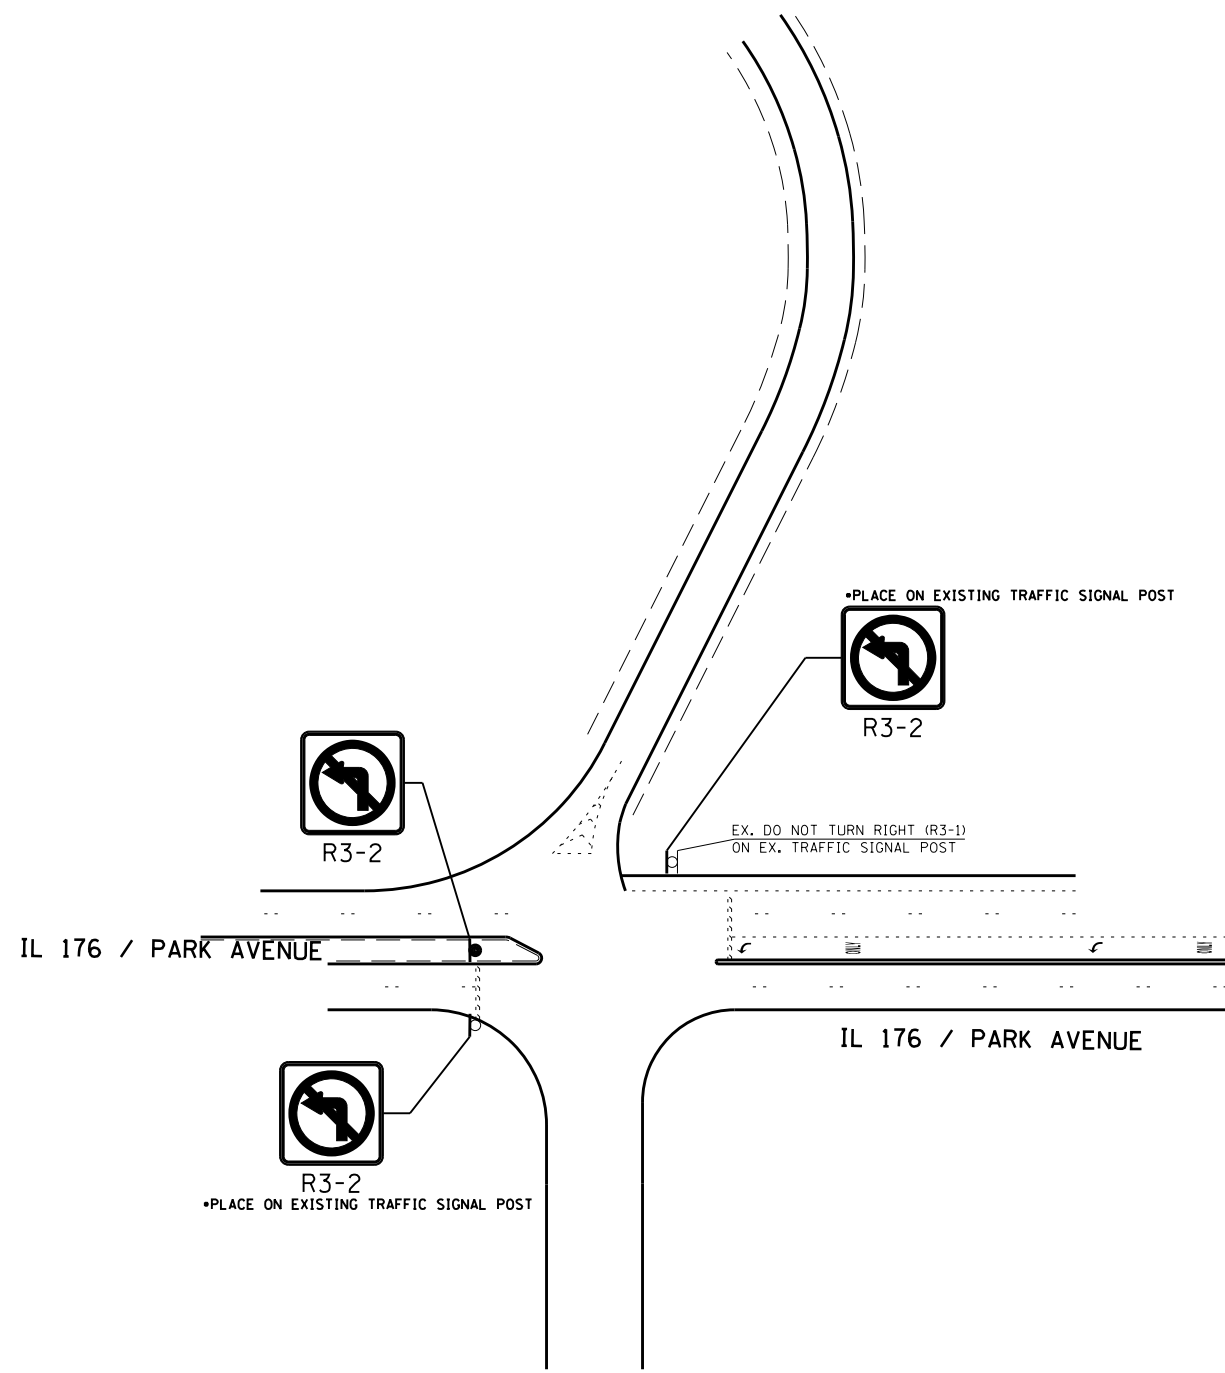 •PLACE ON EXISTING TRAFFIC SIGNAL POST
R3-2
R3-2
EX. DO NOT TURN RIGHT (R3-1)
ON EX. TRAFFIC SIGNAL POST
IL 176 / PARK AVENUE
IL 176 / PARK AVENUE
R3-2
•PLACE ON EXISTING TRAFFIC SIGNAL POST